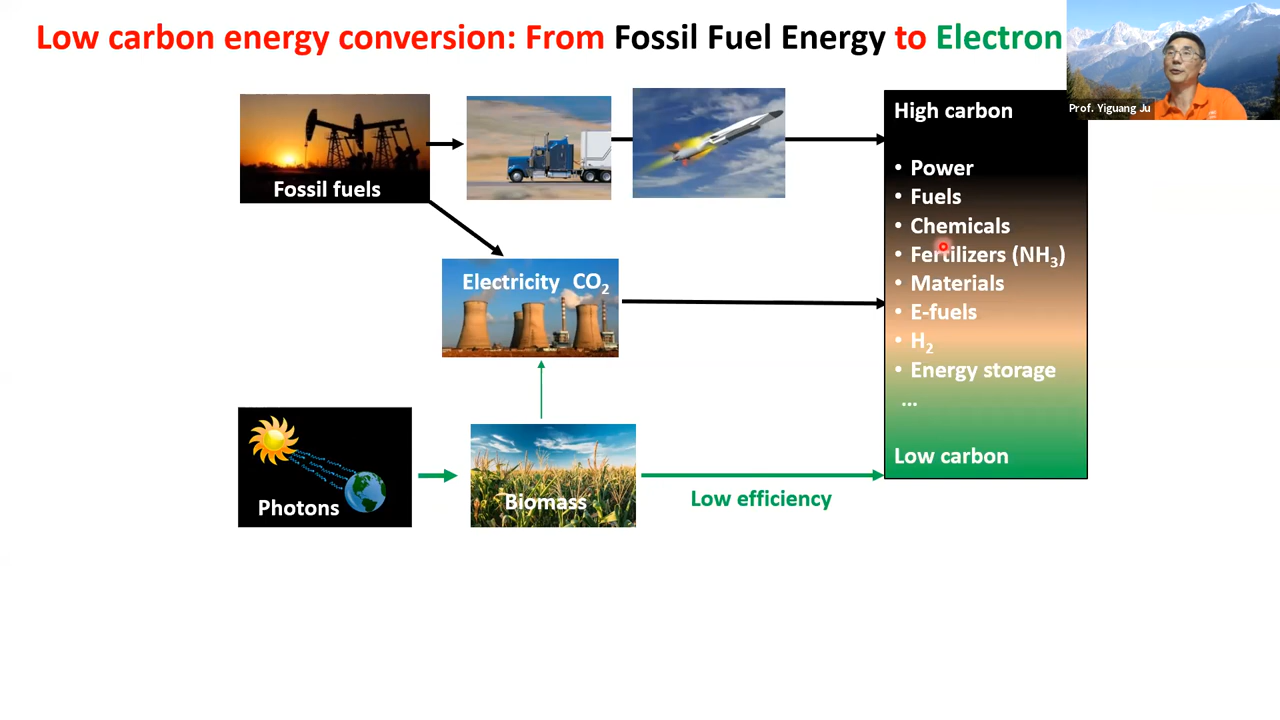 Low carbon energy conversion: From Fossil Fuel Energy to Electron
Prof. Yiguang Ju
Fossil fuels
High carbon
• Power
• Fuels
• Chemicals
• Fertilizers (NH3)
• Materials
• E-fuels
• H2
• Energy storage
...
Low carbon
Electricity CO2
Photons
Biomass
Low efficiency